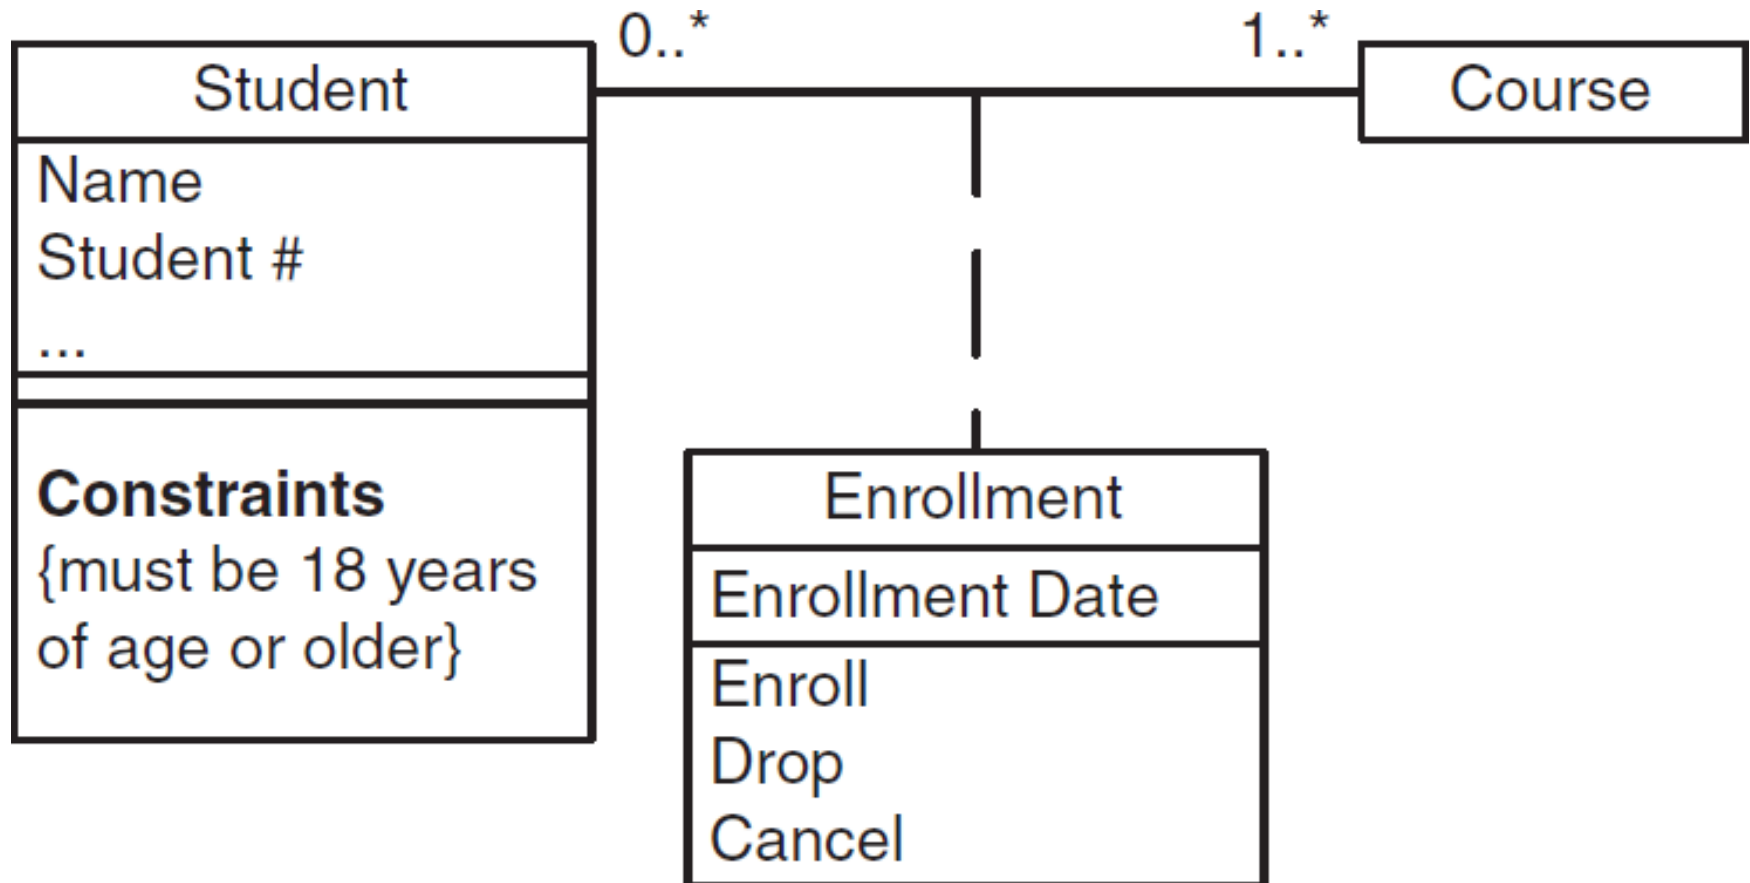 0..*
1..*
Student
Course
Name
Student #
...
Constraints
{must be 18 years
of age or older}
Enrollment
Enrollment Date
Enroll
Drop
Cancel